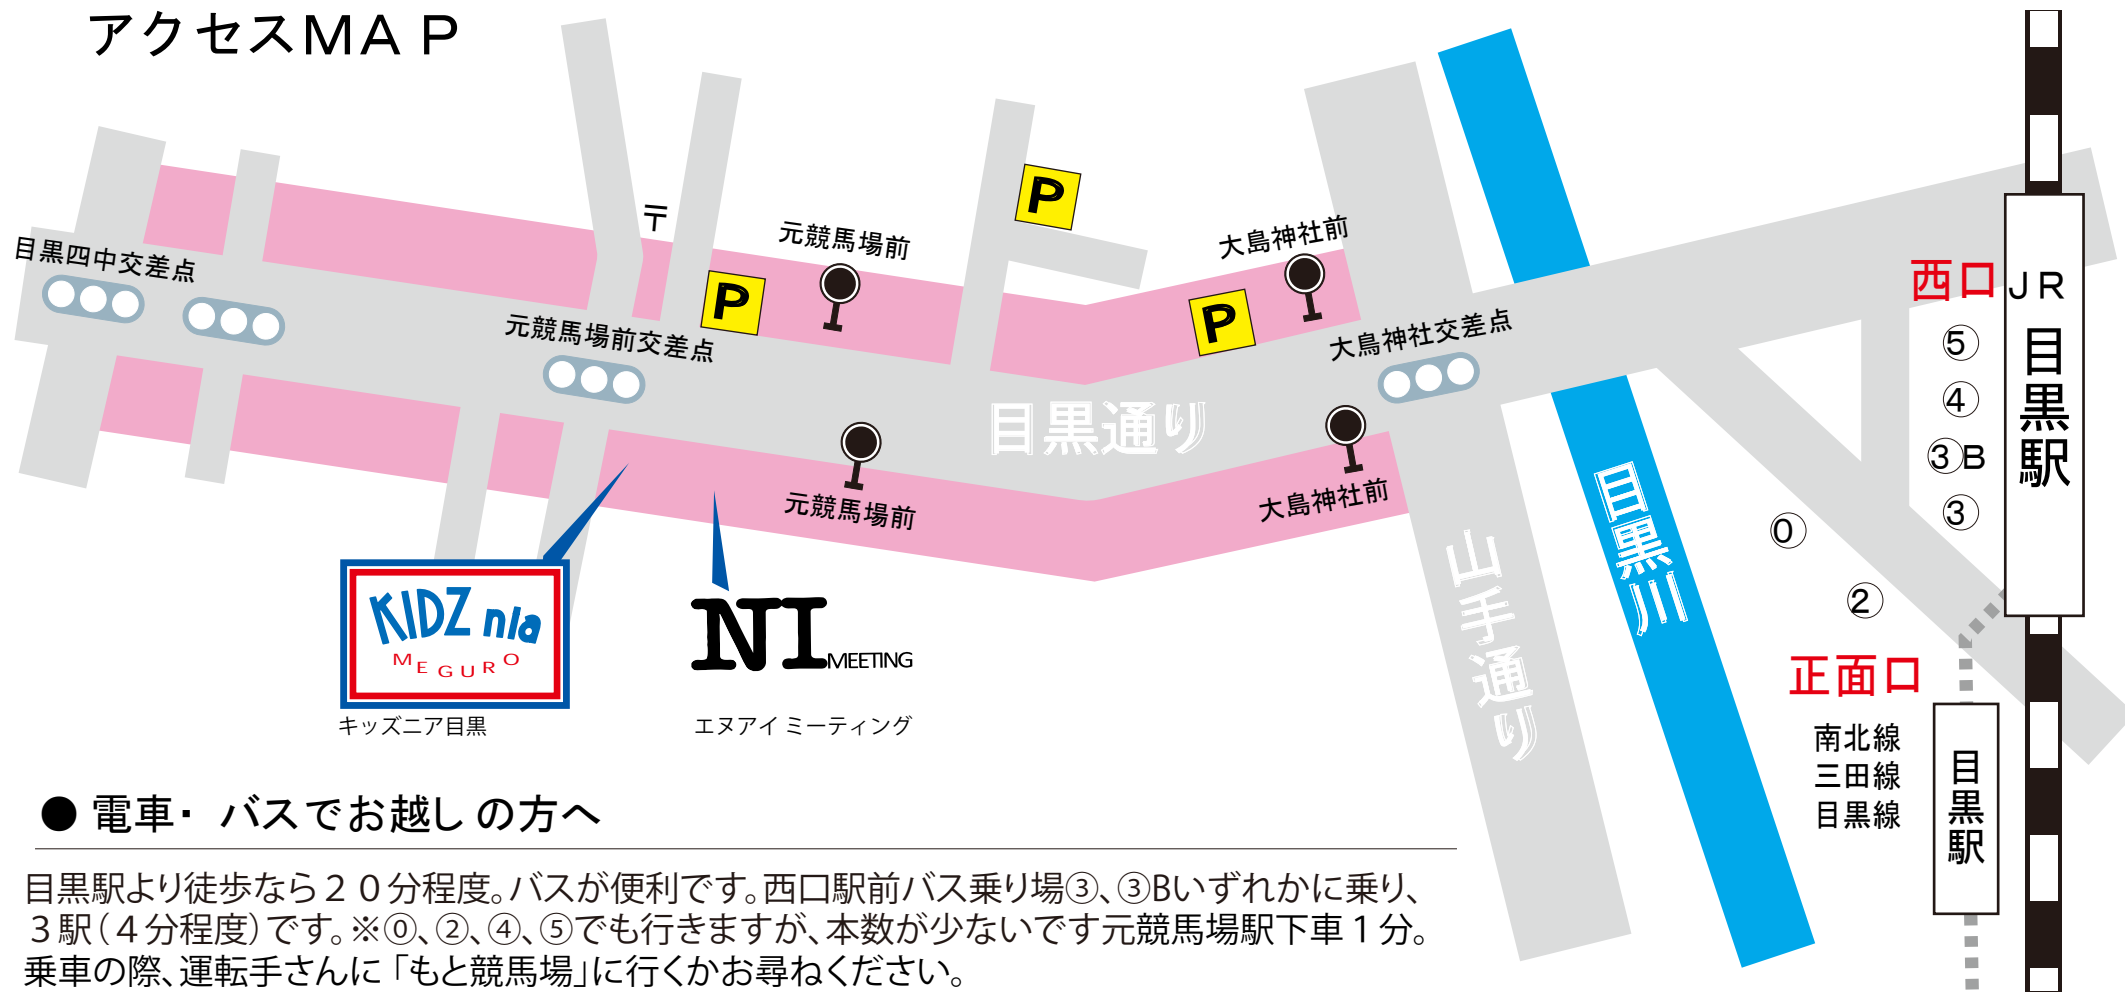 アクセスMAP
〒
元競馬場前
大鳥神社前
目黒四中交差点
P
P
P
西口
JR
目黒駅
元競馬場前交差点
大鳥神社交差点
⑤
④
③B
③
⓪
②
目黒通り
元競馬場前
大鳥神社前
山手通り
目黒川
KIDZ nia
MEGURO
キッズニア目黒
NI MEETING
エヌアイ ミーティング
正面口
南北線
三田線
目黒線
目黒駅
● 電車・バスでお越しの方へ
目黒駅より徒歩なら20分程度。バスが便利です。西口駅前バス乗り場③、③Bいずれかに乗り、
3駅(4分程度)です。※⓪、②、④、⑤でも行きますが、本数が少ないです元競馬場駅下車1分。
乗車の際、運転手さんに「もと競馬場」に行くかお尋ねください。